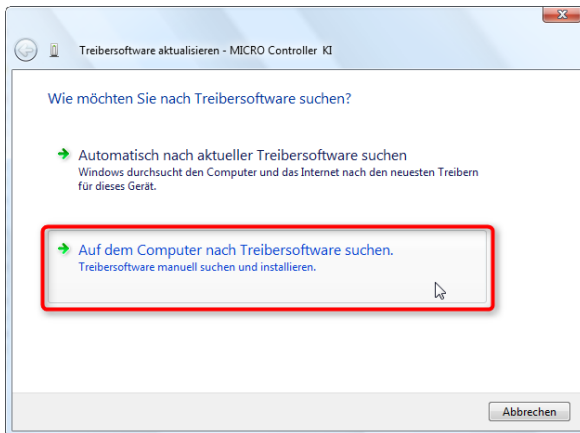 Treibersoftware aktualisieren - MICRO Controller KI
Wie möchten Sie nach Treibersoftware suchen?
Automatisch nach aktueller Treibersoftware suchen
Windows durchsucht den Computer und das Internet nach den neuesten Treibern
für dieses Gerät.
Auf dem Computer nach Treibersoftware suchen.
Treibersoftware manuell suchen und installieren.
Abbrechen